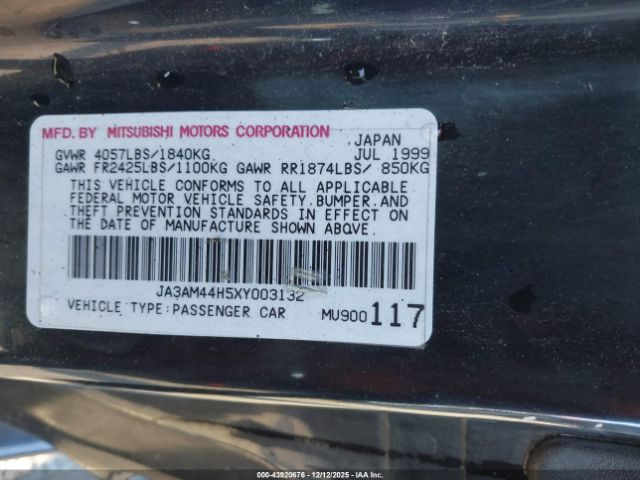 MFD. BY MITSUBISHI MOTORS CORPORATION
JAPAN
GVWR 4057LBS/1840KG JUL 1999
GAWR FR2425LBS/1100KG GAWR RR1874LBS/ 850KG
THIS VEHICLE CONFORMS TO ALL APPLICABLE
FEDERAL MOTOR VEHICLE SAFETY,BUMPER,AND
THEFT PREVENTION STANDARDS IN EFFECT ON
THE DATE OF MANUFACTURE SHOWN ABOVE.
JA3AM44H5XY003132
VEHICLE TYPE:PASSENGER CAR MU900 117
00-43920676 | 12/12/2025 - IAA Inc.